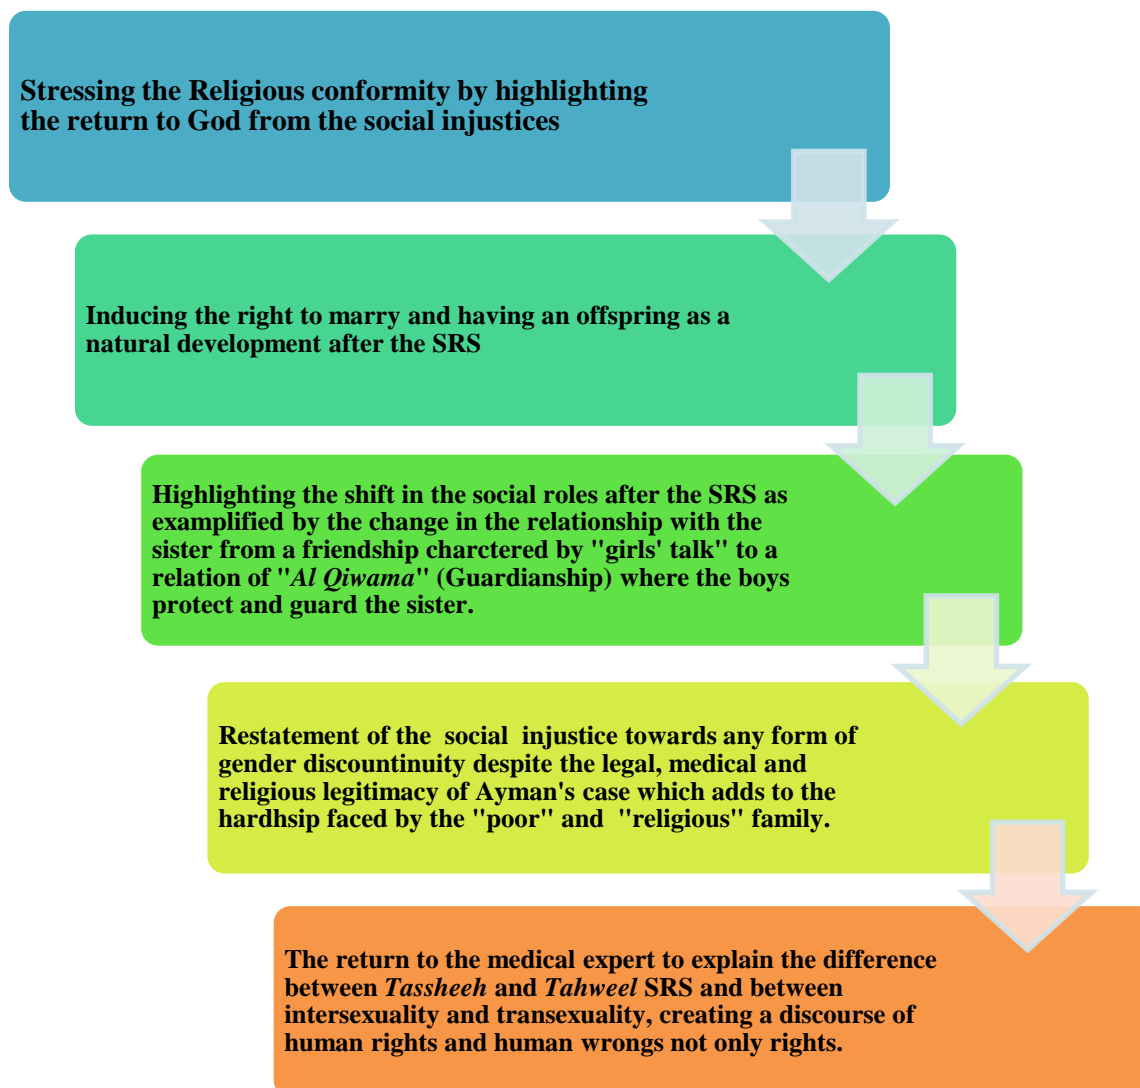 Stressing the Religious conformity by highlighting
the return to God from the social injustices
Inducing the right to marry and having an offspring as a
natural development after the SRS
Highlighting the shift in the social roles after the SRS as
examplified by the change in the relationship with the
sister from a friendship charctered by "girls' talk" to a
relation of "Al Qiwama" (Guardianship) where the boys
protect and guard the sister.
Restatement of the social injustice towards any form of
gender discountinuity despite the legal, medical and
religious legitimacy of Ayman's case which adds to the
hardhsip faced by the "poor" and "religious" family.
The return to the medical expert to explain the difference
between Tassheeh and Tahweel SRS and between
intersexuality and transexuality, creating a discourse of
human rights and human wrongs not only rights.